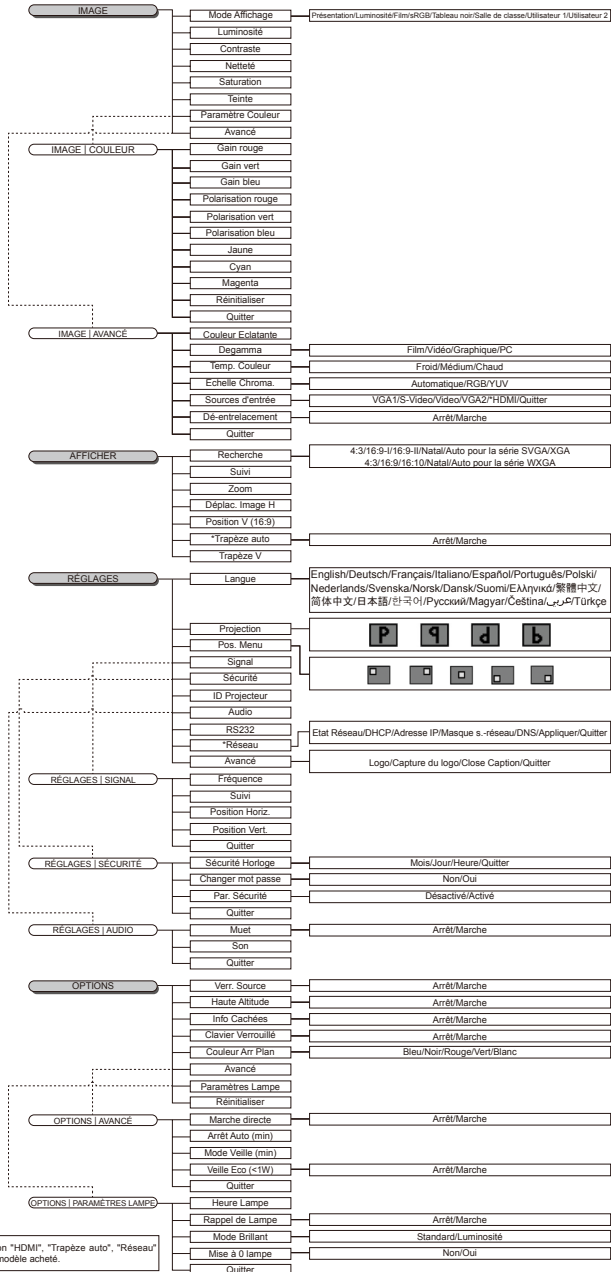 IMAGE
Mode Affichage
Présentation/Luminosité/Film/sRGB/Tableau noir/Salle de classe/Utilisateur 1/Utilisateur 2
Luminosité
Contraste
Netteté
Saturation
Teinte
Paramètre Couleur
Avancé
IMAGE | COULEUR
Gain rouge
Gain vert
Gain bleu
Polarisation rouge
Polarisation vert
Polarisation bleu
Jaune
Cyan
Magenta
Réinitialiser
Quitter
IMAGE | AVANCÉ
Couleur Eclatante
Degamma
Film/Vidéo/Graphique/PC
Temp. Couleur
Froid/Médium/Chaud
Echelle Chroma.
Automatique/RGB/YUV
Sources d'entrée
VGA1/S-Video/Video/VGA2/*HDMI/Quitter
Dé-entrelacement
Arrêt/Marche
Quitter
AFFICHER
Recherche
4:3/16:9-I/16:9-II/Natal/Auto pour la série SVGA/XGA
4:3/16:9/16:10/Natal/Auto pour la série WXGA
Suivi
Zoom
Déplac. Image H
Position V (16:9)
*Trapèze auto
Arrêt/Marche
Trapèze V
RÉGLAGES
Langue
English/Deutsch/Français/Italiano/Español/Português/Polski/
Nederlands/Svenska/Norsk/Dansk/Suomi/Ελληνικά/繁體中文/
简体中文/日本語/한국어/Русский/Magyar/Čeština/عربي/Türkçe
Projection
Pos. Menu
Signal
Sécurité
ID Projecteur
Audio
RS232
*Réseau
Etat Réseau/DHCP/Adresse IP/Masque s.-réseau/DNS/Appliquer/Quitter
Avancé
Logo/Capture du logo/Close Caption/Quitter
RÉGLAGES | SIGNAL
Fréquence
Suivi
Position Horiz.
Position Vert.
Quitter
RÉGLAGES | SÉCURITÉ
Sécurité Horloge
Mois/Jour/Heure/Quitter
Changer mot passe
Non/Oui
Par. Sécurité
Désactivé/Activé
Quitter
RÉGLAGES | AUDIO
Muet
Arrêt/Marche
Son
Quitter
OPTIONS
Verr. Source
Arrêt/Marche
Haute Altitude
Arrêt/Marche
Info Cachées
Arrêt/Marche
Clavier Verrouillé
Arrêt/Marche
Couleur Arr Plan
Bleu/Noir/Rouge/Vert/Blanc
Avancé
Paramètres Lampe
Réinitialiser
OPTIONS | AVANCÉ
Marche directe
Arrêt/Marche
Arrêt Auto (min)
Mode Veille (min)
Veille Eco (<1W)
Arrêt/Marche
Quitter
OPTIONS | PARAMÈTRES LAMPE
Heure Lampe
Rappel de Lampe
Arrêt/Marche
Mode Brillant
Standard/Luminosité
Mise à 0 lampe
Non/Oui
Quitter
on "HDMI", "Trapèze auto", "Réseau"
modèle acheté.